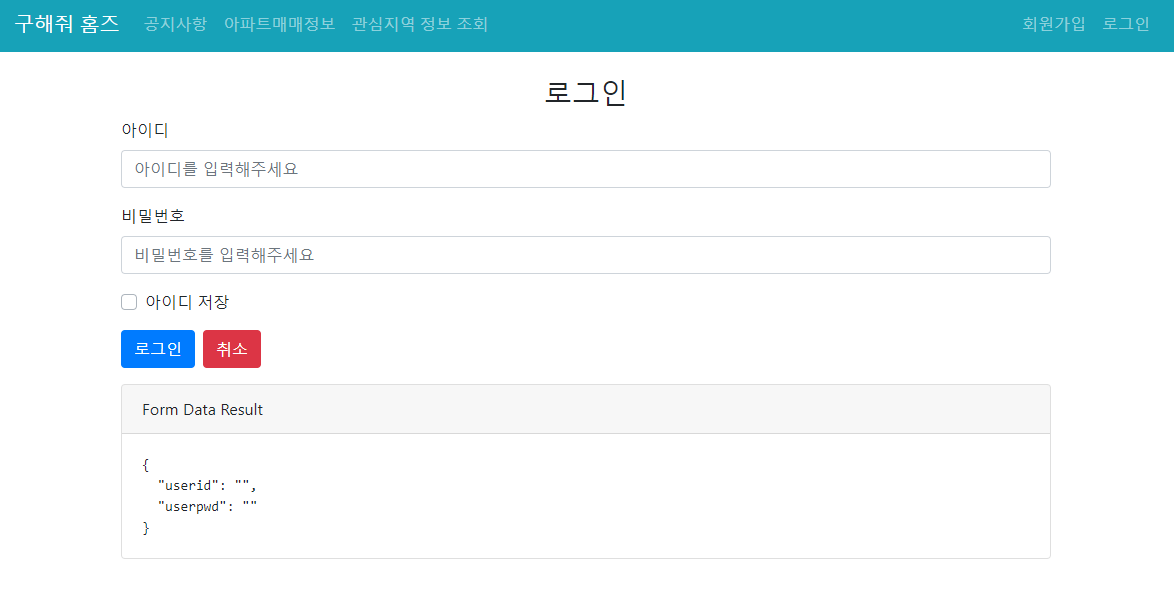 구해줘 홈즈 공지사항 아파트매매정보 관심지역 정보 조회 회원가입 로그인
로그인
아이디
아이디를 입력해주세요
비밀번호
비밀번호를 입력해주세요
아이디 저장
로그인 취소
Form Data Result
{
"userid": "",
"userpwd": ""
}